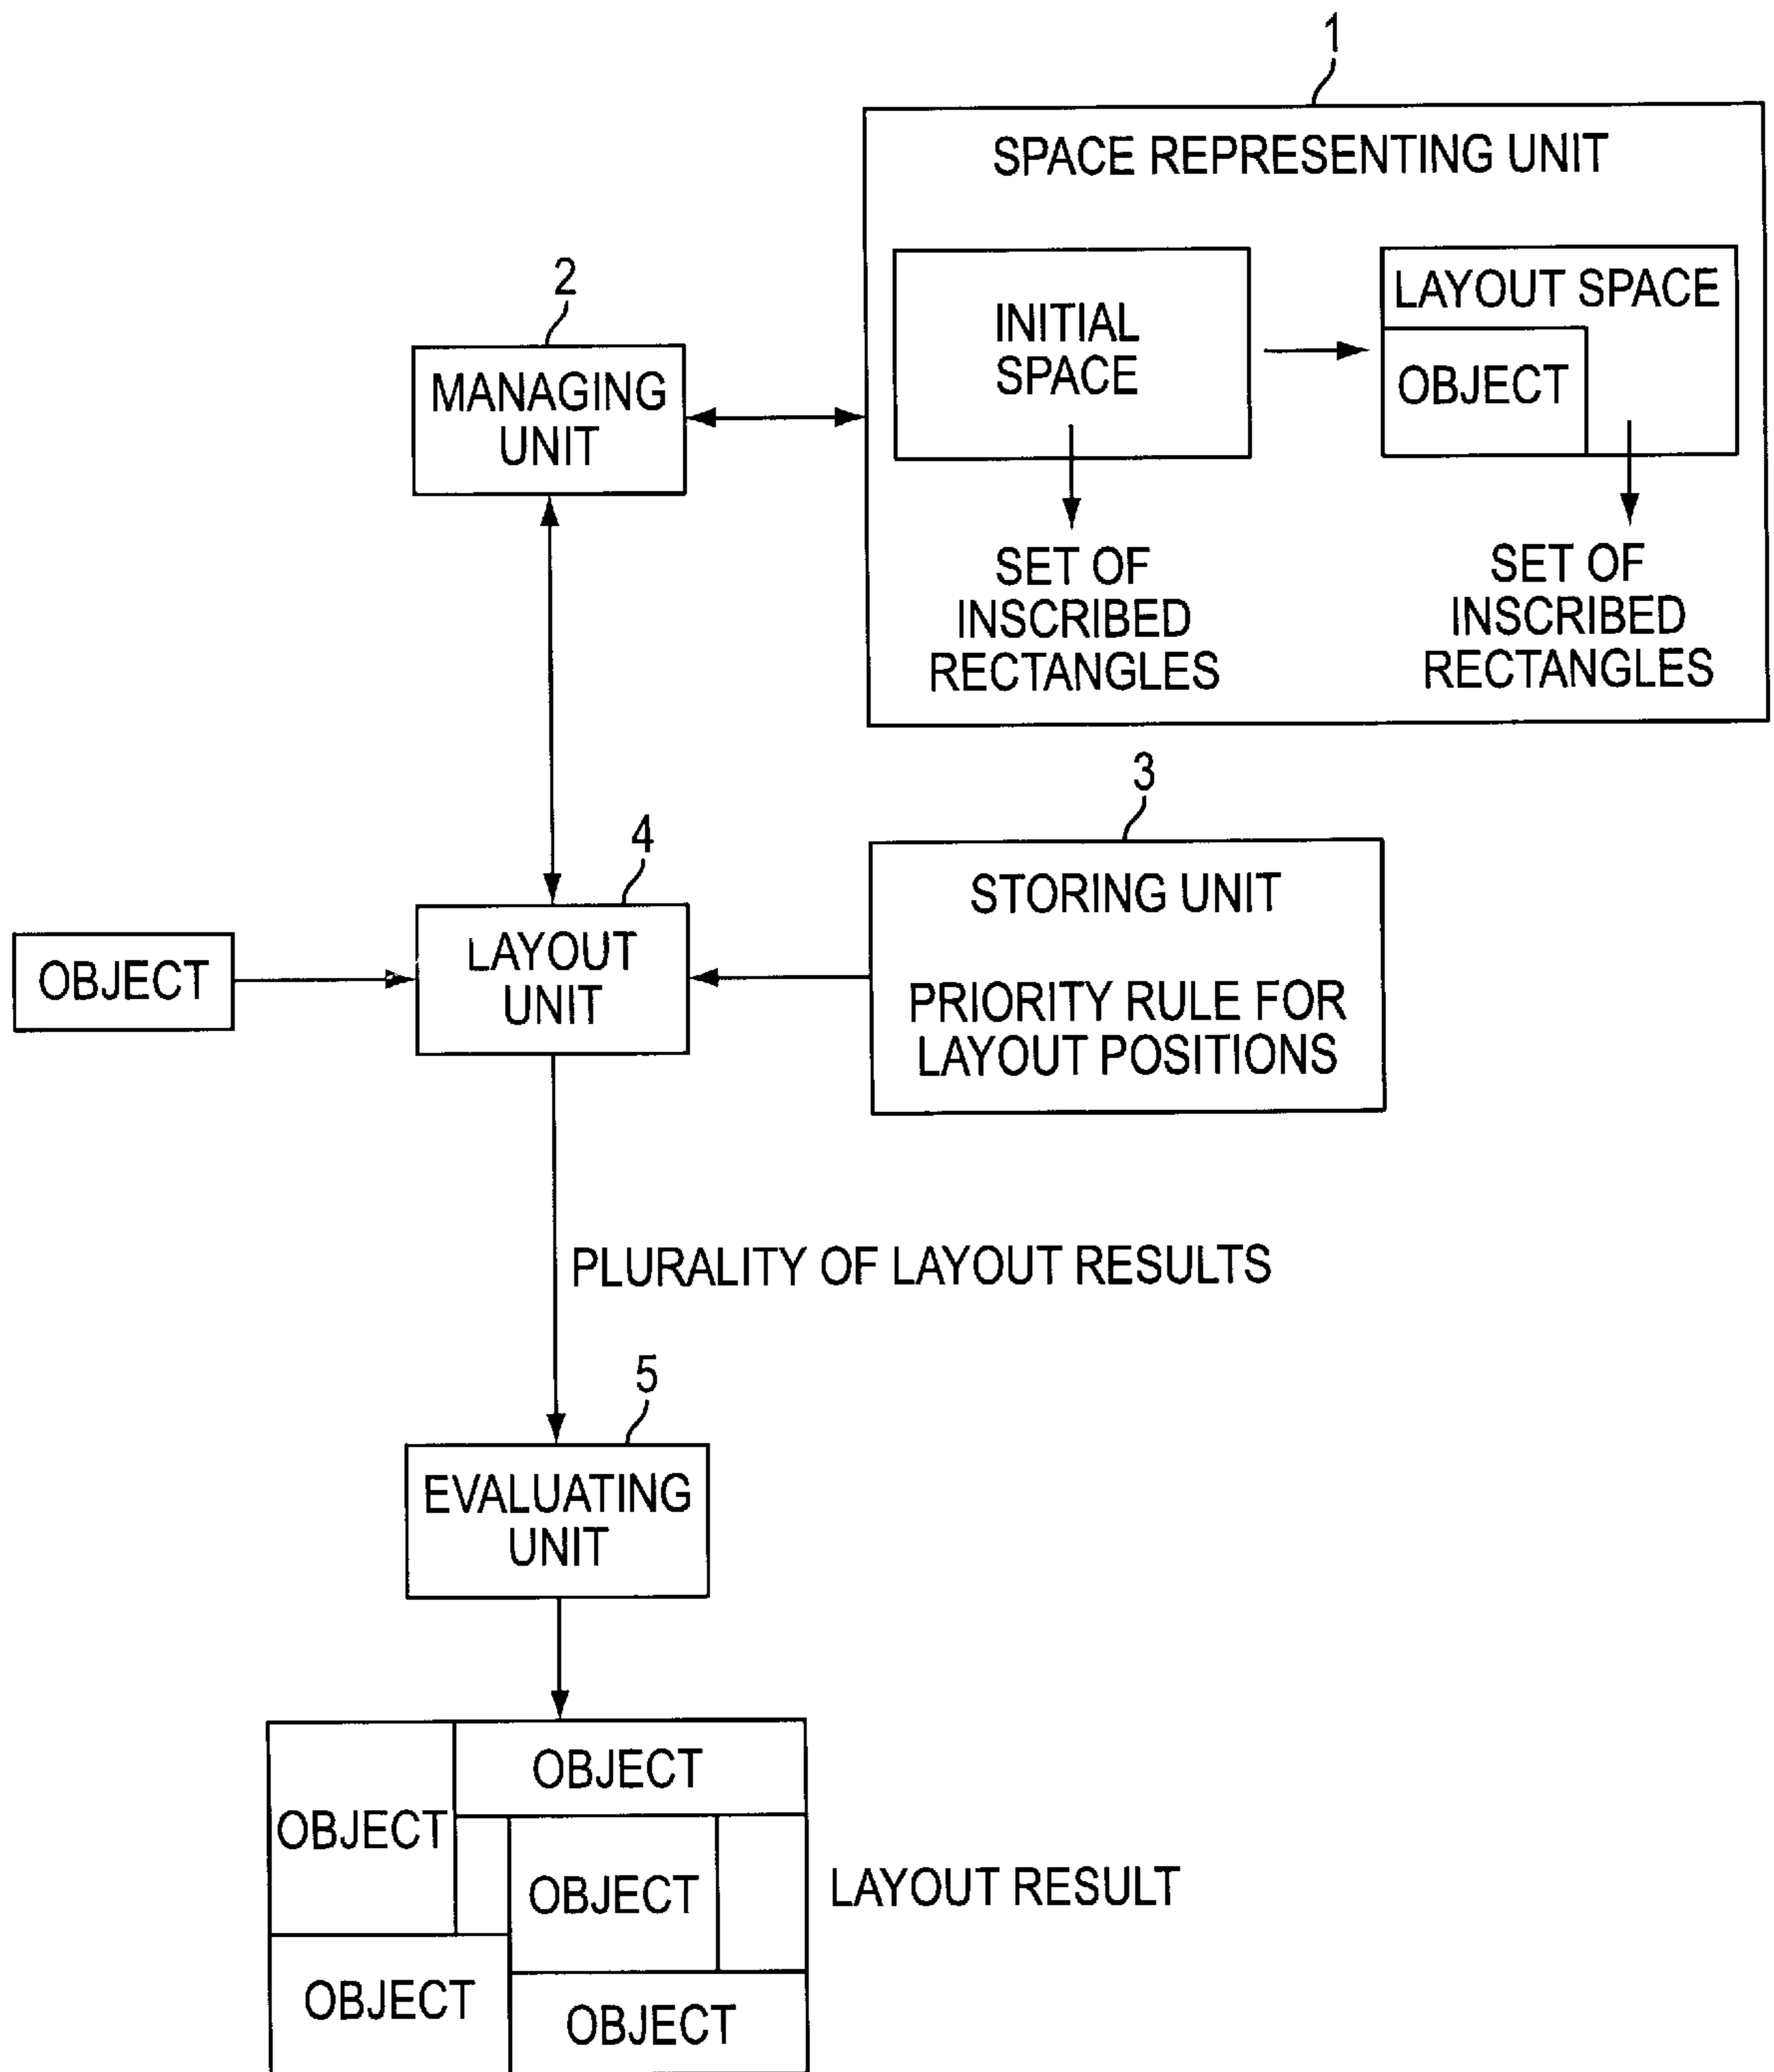 1
SPACE REPRESENTING UNIT
INITIAL
SPACE
LAYOUT SPACE
OBJECT
SET OF
INSCRIBED
RECTANGLES
SET OF
INSCRIBED
RECTANGLES
2
MANAGING
UNIT
3
STORING UNIT
PRIORITY RULE FOR
LAYOUT POSITIONS
4
LAYOUT
UNIT
OBJECT
PLURALITY OF LAYOUT RESULTS
5
EVALUATING
UNIT
OBJECT
OBJECT
OBJECT
LAYOUT RESULT
OBJECT
OBJECT